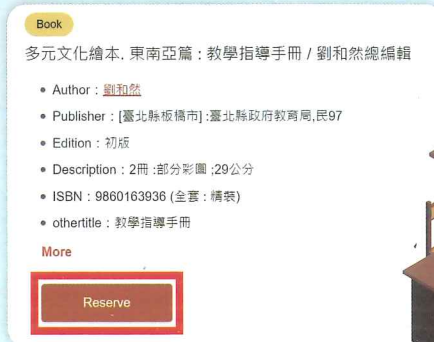 Book
多元文化繪本. 東南亞篇 : 教學指導手冊 / 劉和然總編輯
Author : 劉和然
Publisher : [臺北縣板橋市] :臺北縣政府教育局,民97
Edition : 初版
Description : 2冊 :部分彩圖 ;29公分
ISBN : 9860163936 (全套 : 精裝)
othertitle : 教學指導手冊
More
Reserve